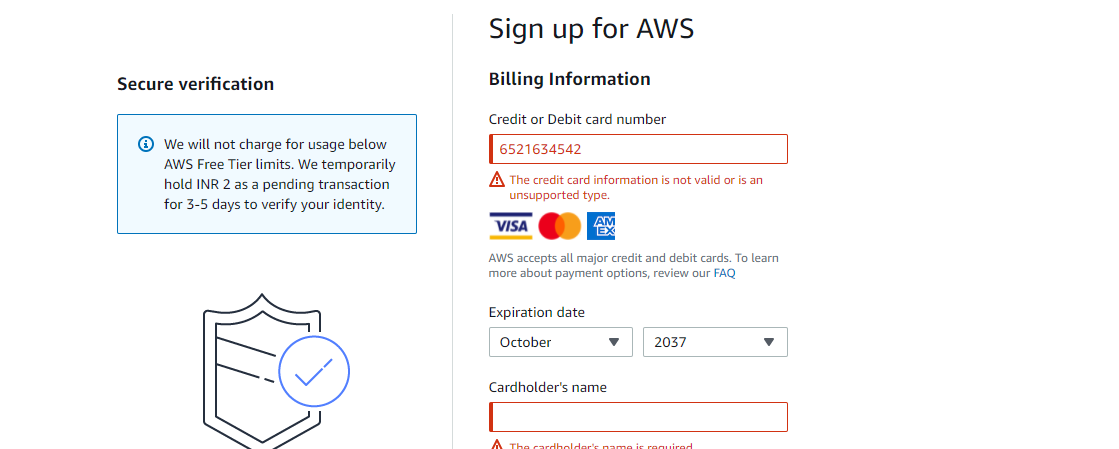 Sign up for AWS
Secure verification
We will not charge for usage below
AWS Free Tier limits. We temporarily
hold INR 2 as a pending transaction
for 3-5 days to verify your identity.
Billing Information
Credit or Debit card number
6521634542
The credit card information is not valid or is an
unsupported type.
VISA
AM
EX
AWS accepts all major credit and debit cards. To learn
more about payment options, review our FAQ
Expiration date
October
2037
Cardholder's name
The cardholder's name is required